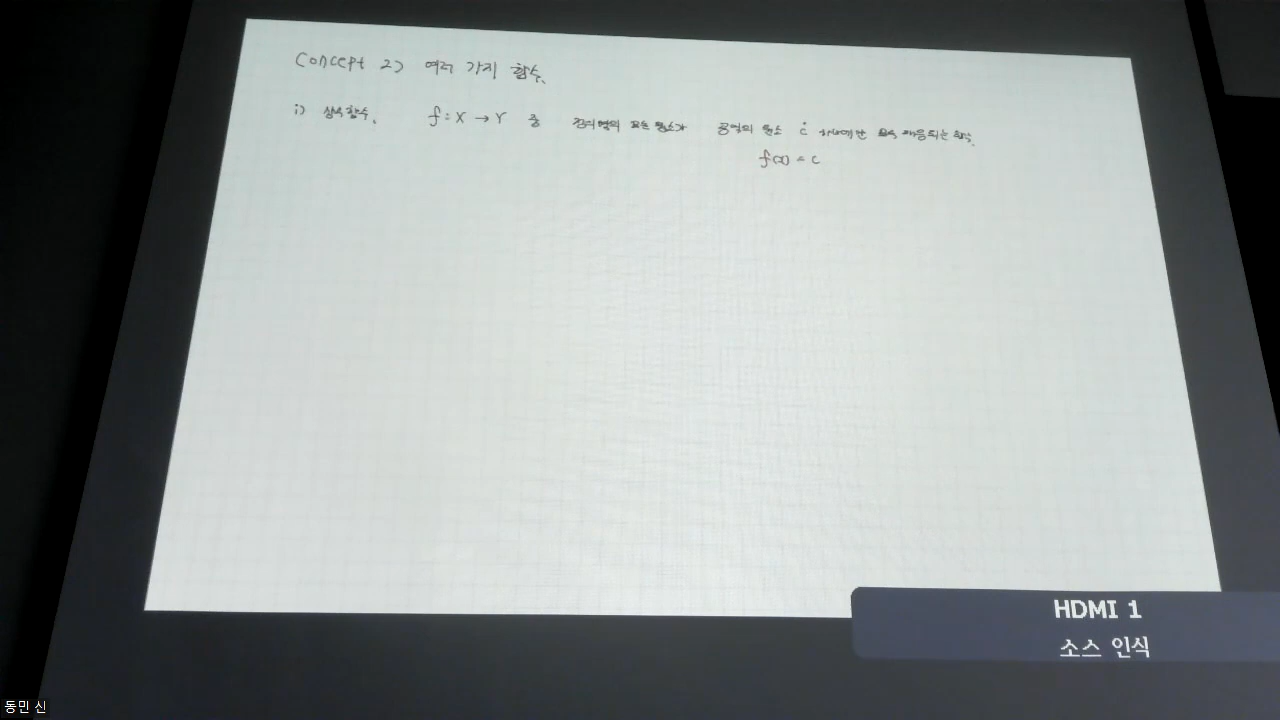 Concept 2) 여러 가지 함수.
i) 상수함수. f : X → Y 중 정의역의 모든 원소가 공역의 원소 c 하나에만 모두 대응되는 함수.
f(x) = c
HDMI 1
소스 인식
동민 신